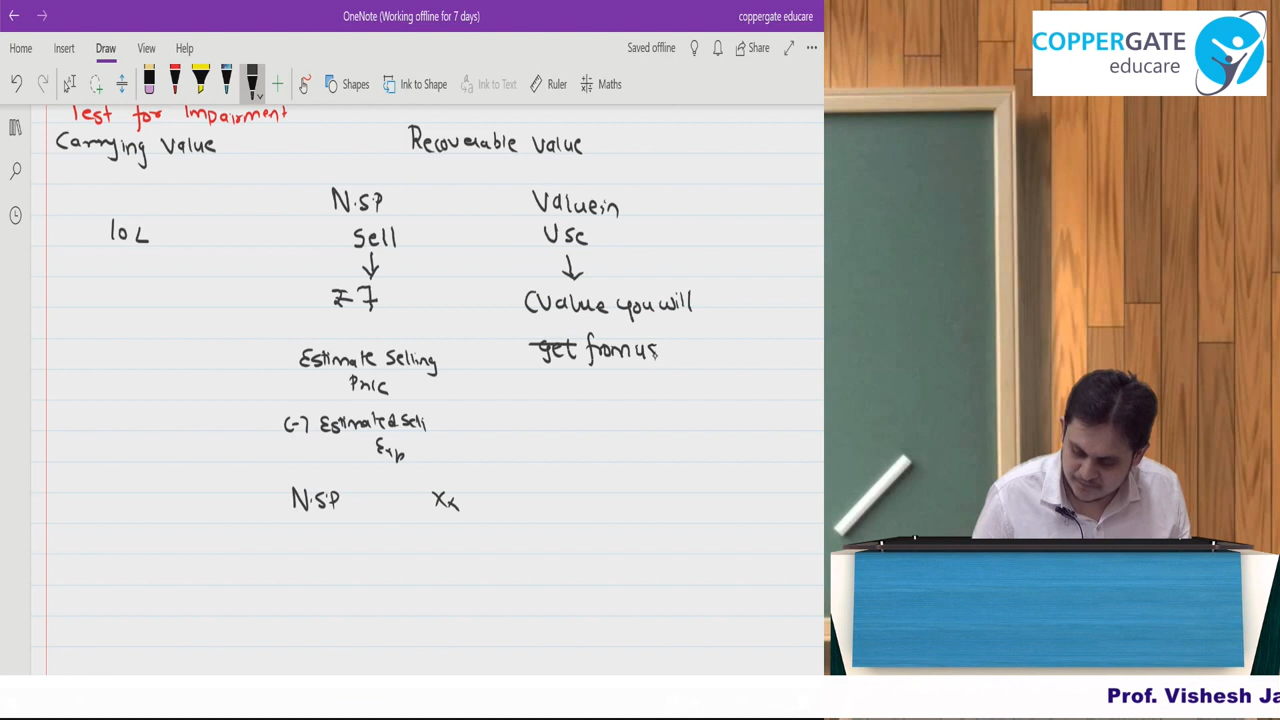 OneNote (Working offline for 7 days)
coppergate educare
Home Insert Draw View Help
Saved offline
Share
Shapes
Ink to Shape
Ink to Text
Ruler
Maths
COPPERGATE
educare
Test for Impairment
Carrying Value
Recoverable Value
N.S.P
Value in
10 L
Sell
Use
₹ 7
(Value you will
get from us
Estimate Selling
Price
(-) Estimated Sell
Exp
N.S.P xx
Prof. Vishesh Ja